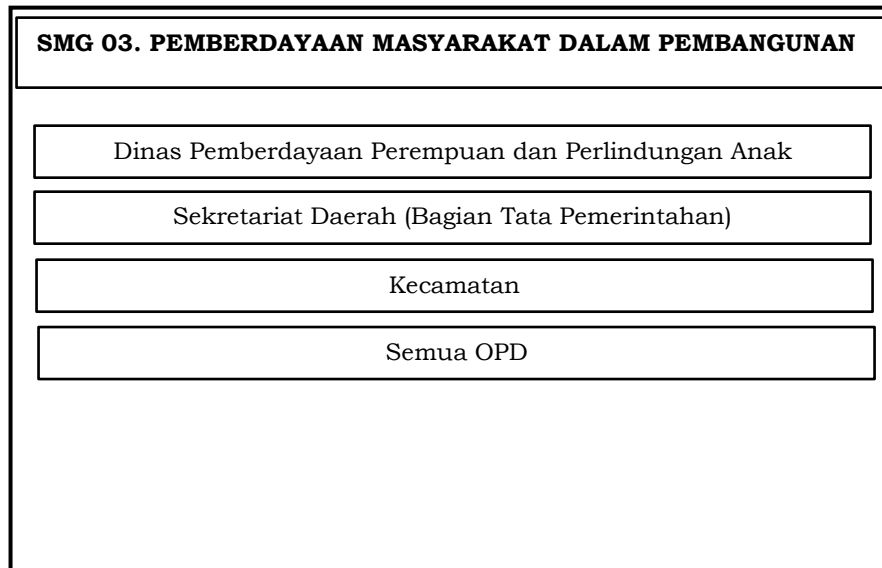 SMG 03. PEMBERDAYAAN MASYARAKAT DALAM PEMBANGUNAN
Dinas Pemberdayaan Perempuan dan Perlindungan Anak
Sekretariat Daerah (Bagian Tata Pemerintahan)
Kecamatan
Semua OPD